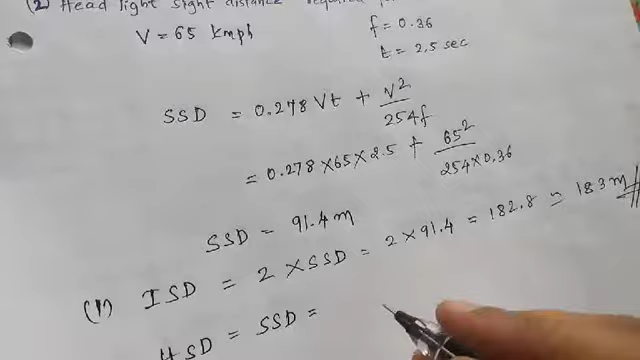 (2) Head light sight distance required
V = 65 kmph
f = 0.36
t = 2.5 sec
SSD = 0.278 Vt + V²/254f
= 0.278×65×2.5 + 65²/254×0.36
SSD = 91.4 m
(1) ISD = 2 × SSD = 2 × 91.4 = 182.8 ≃ 183 m
HSD = SSD =